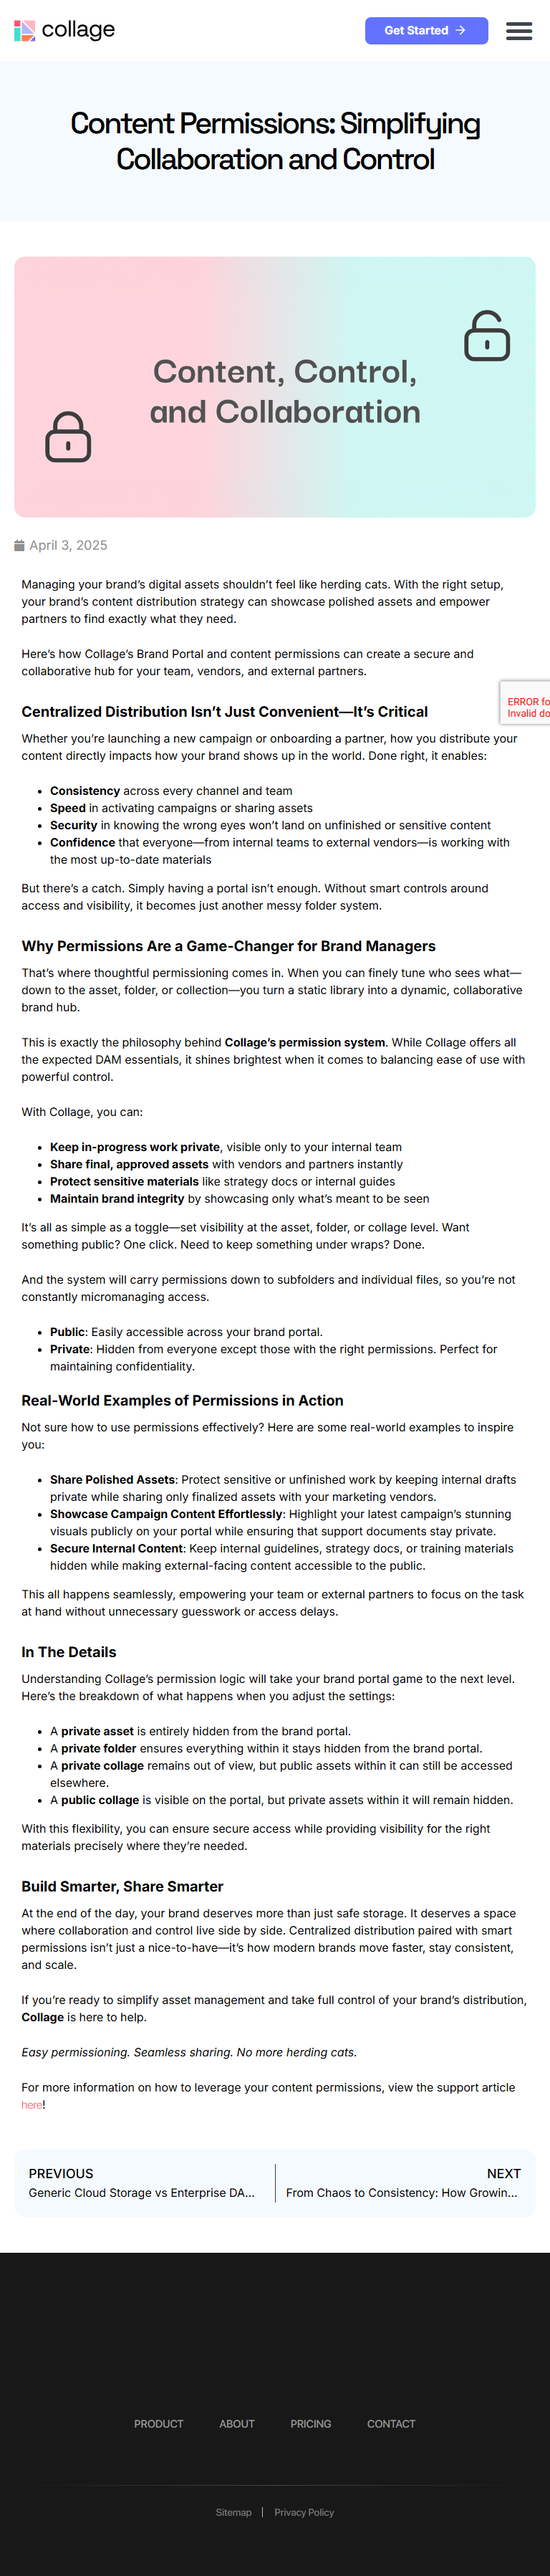 collage
Get Started →
Content Permissions: Simplifying
Collaboration and Control
Content, Control,
and Collaboration
April 3, 2025
Managing your brand’s digital assets shouldn’t feel like herding cats. With the right setup,
your brand’s content distribution strategy can showcase polished assets and empower
partners to find exactly what they need.
Here’s how Collage’s Brand Portal and content permissions can create a secure and
collaborative hub for your team, vendors, and external partners.
ERROR fo
Invalid do
Centralized Distribution Isn’t Just Convenient—It’s Critical
Whether you’re launching a new campaign or onboarding a partner, how you distribute your
content directly impacts how your brand shows up in the world. Done right, it enables:
• Consistency across every channel and team
• Speed in activating campaigns or sharing assets
• Security in knowing the wrong eyes won’t land on unfinished or sensitive content
• Confidence that everyone—from internal teams to external vendors—is working with
the most up-to-date materials
But there’s a catch. Simply having a portal isn’t enough. Without smart controls around
access and visibility, it becomes just another messy folder system.
Why Permissions Are a Game-Changer for Brand Managers
That’s where thoughtful permissioning comes in. When you can finely tune who sees what—
down to the asset, folder, or collection—you turn a static library into a dynamic, collaborative
brand hub.
This is exactly the philosophy behind Collage’s permission system. While Collage offers all
the expected DAM essentials, it shines brightest when it comes to balancing ease of use with
powerful control.
With Collage, you can:
• Keep in-progress work private, visible only to your internal team
• Share final, approved assets with vendors and partners instantly
• Protect sensitive materials like strategy docs or internal guides
• Maintain brand integrity by showcasing only what’s meant to be seen
It’s all as simple as a toggle—set visibility at the asset, folder, or collage level. Want
something public? One click. Need to keep something under wraps? Done.
And the system will carry permissions down to subfolders and individual files, so you’re not
constantly micromanaging access.
• Public: Easily accessible across your brand portal.
• Private: Hidden from everyone except those with the right permissions. Perfect for
maintaining confidentiality.
Real-World Examples of Permissions in Action
Not sure how to use permissions effectively? Here are some real-world examples to inspire
you:
• Share Polished Assets: Protect sensitive or unfinished work by keeping internal drafts
private while sharing only finalized assets with your marketing vendors.
• Showcase Campaign Content Effortlessly: Highlight your latest campaign’s stunning
visuals publicly on your portal while ensuring that support documents stay private.
• Secure Internal Content: Keep internal guidelines, strategy docs, or training materials
hidden while making external-facing content accessible to the public.
This all happens seamlessly, empowering your team or external partners to focus on the task
at hand without unnecessary guesswork or access delays.
In The Details
Understanding Collage’s permission logic will take your brand portal game to the next level.
Here’s the breakdown of what happens when you adjust the settings:
• A private asset is entirely hidden from the brand portal.
• A private folder ensures everything within it stays hidden from the brand portal.
• A private collage remains out of view, but public assets within it can still be accessed
elsewhere.
• A public collage is visible on the portal, but private assets within it will remain hidden.
With this flexibility, you can ensure secure access while providing visibility for the right
materials precisely where they’re needed.
Build Smarter, Share Smarter
At the end of the day, your brand deserves more than just safe storage. It deserves a space
where collaboration and control live side by side. Centralized distribution paired with smart
permissions isn’t just a nice-to-have—it’s how modern brands move faster, stay consistent,
and scale.
If you’re ready to simplify asset management and take full control of your brand’s distribution,
Collage is here to help.
Easy permissioning. Seamless sharing. No more herding cats.
For more information on how to leverage your content permissions, view the support article
here!
PREVIOUS
Generic Cloud Storage vs Enterprise DA...
NEXT
From Chaos to Consistency: How Growin...
PRODUCT ABOUT PRICING CONTACT
Sitemap | Privacy Policy